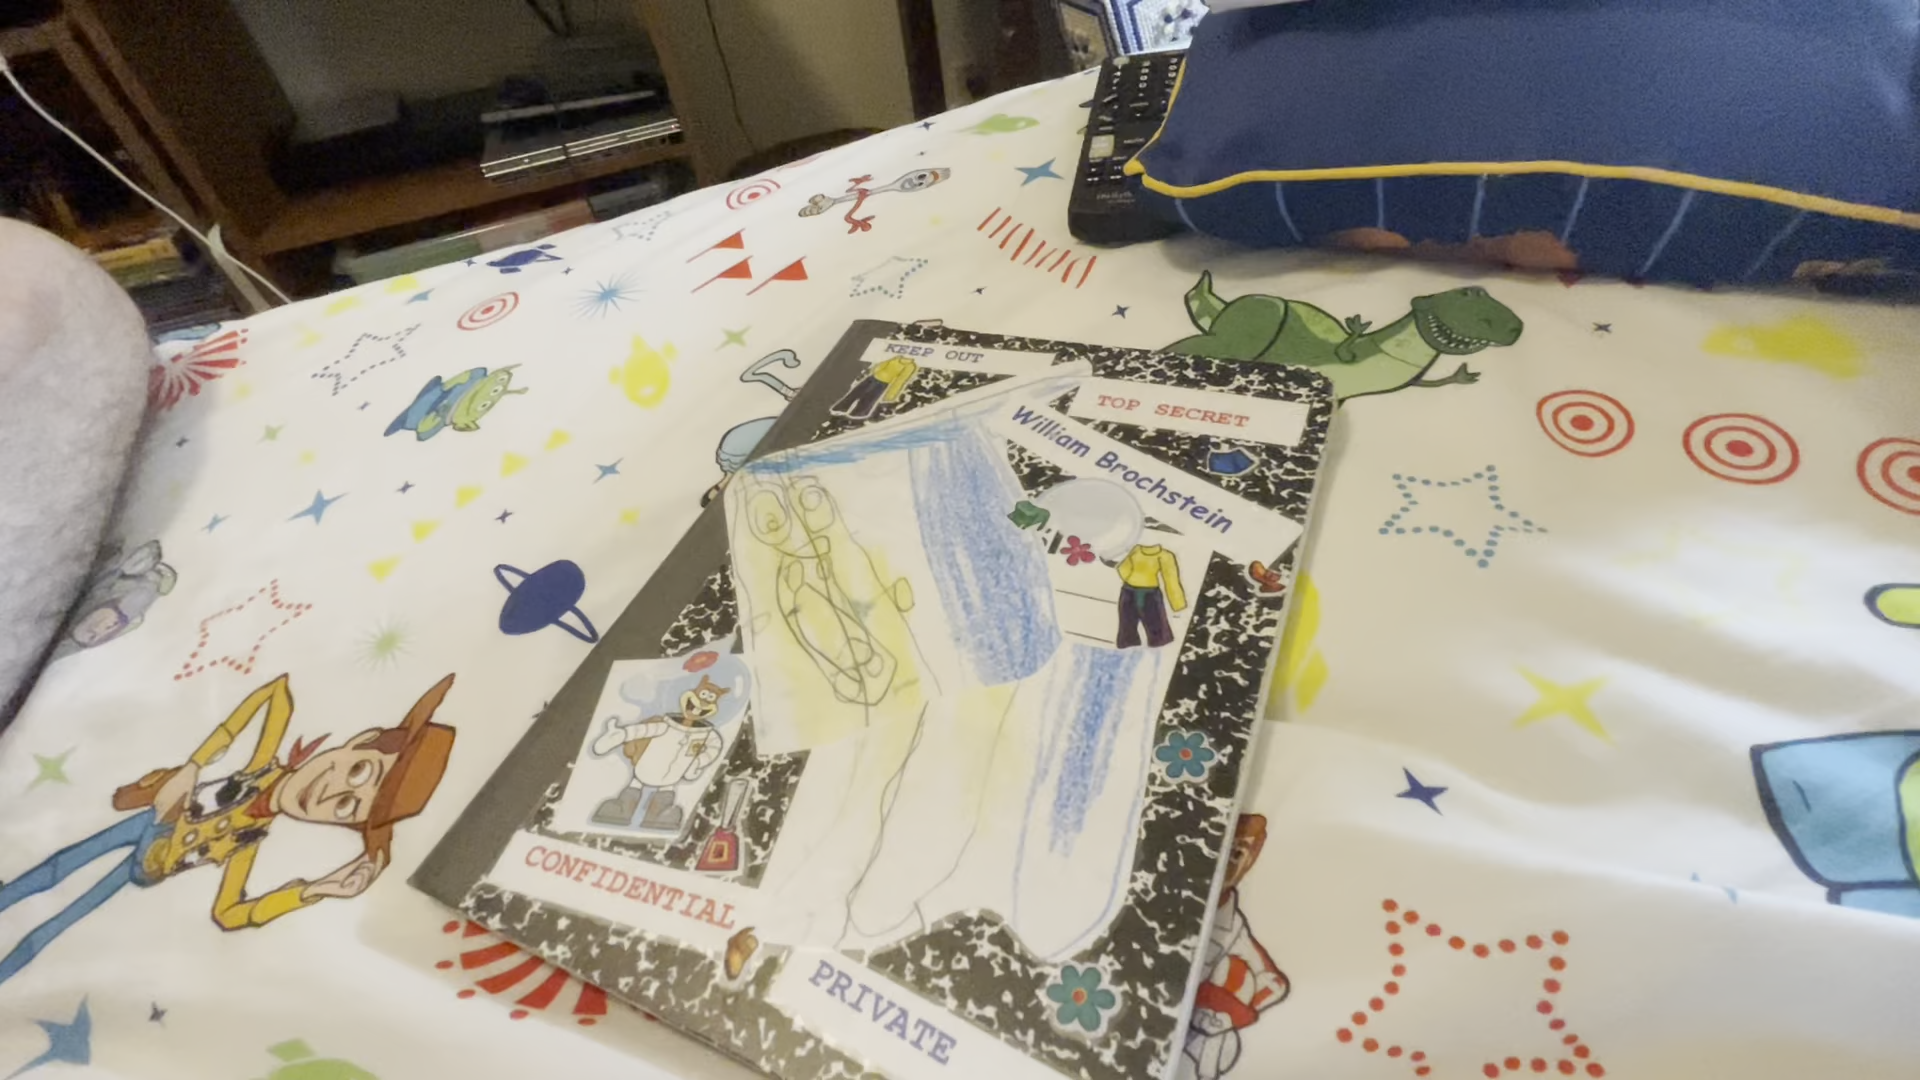 KEEP OUT
TOP SECRET
William Brochstein
CONFIDENTIAL
PRIVATE